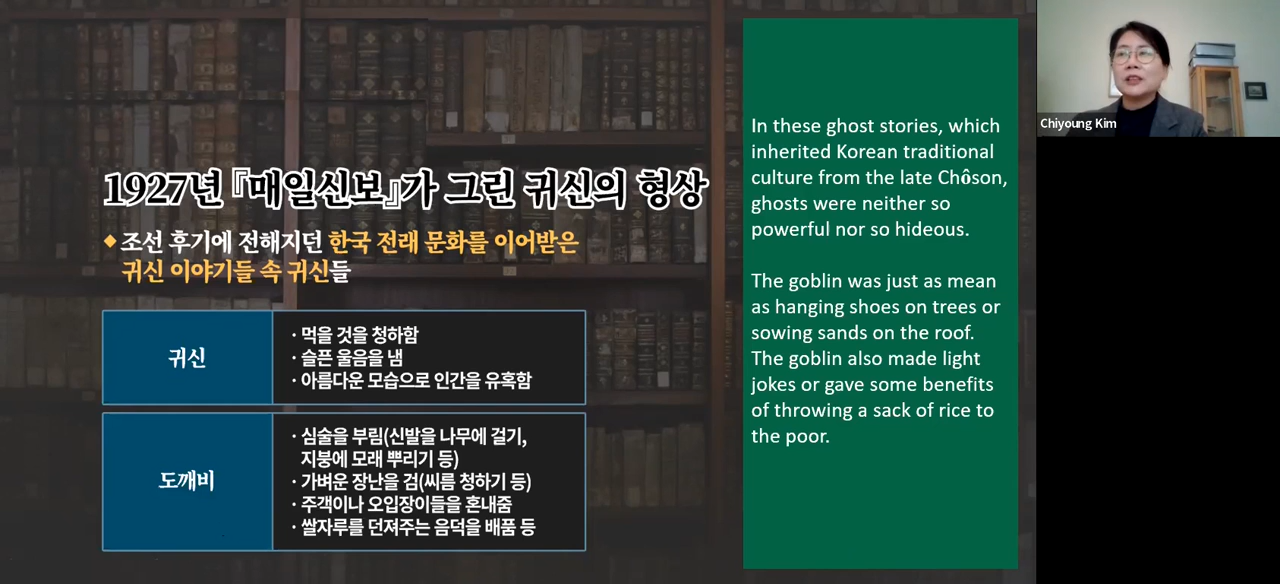 1927년 『매일신보』가 그린 귀신의 형상
조선 후기에 전해지던 한국 전래 문화를 이어받은
귀신 이야기들 속 귀신들
귀신
· 먹을 것을 청하함
· 슬픈 울음을 냄
· 아름다운 모습으로 인간을 유혹함
도깨비
· 심술을 부림(신발을 나무에 걸기,
지붕에 모래 뿌리기 등)
· 가벼운 장난을 검(씨름 청하기 등)
· 주객이나 오입장이들을 혼내줌
· 쌀자루를 던져주는 음덕을 배품 등
In these ghost stories, which
inherited Korean traditional
culture from the late Chôson,
ghosts were neither so
powerful nor so hideous.
The goblin was just as mean
as hanging shoes on trees or
sowing sands on the roof.
The goblin also made light
jokes or gave some benefits
of throwing a sack of rice to
the poor.
Chiyoung Kim